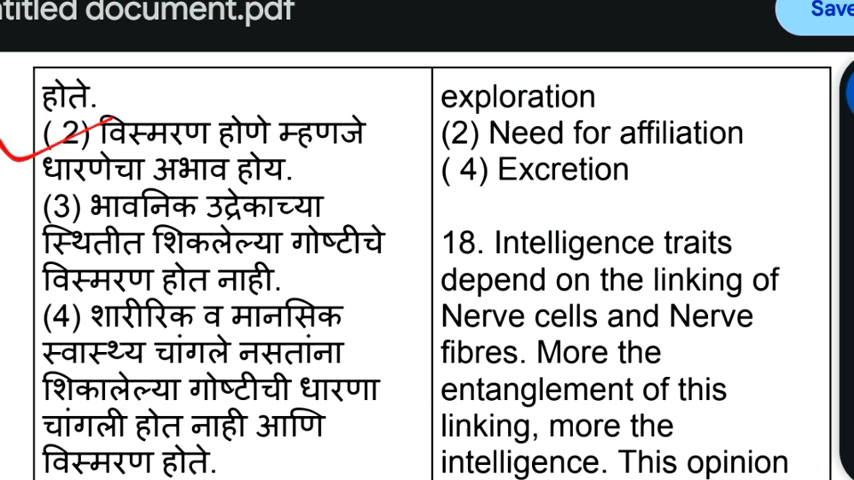 ntitled document.pdf
Save
होते.
( 2) विस्मरण होणे म्हणजे
धारणेचा अभाव होय.
(3) भावनिक उद्रेकाच्या
स्थितीत शिकलेल्या गोष्टीचे
विस्मरण होत नाही.
(4) शारीरिक व मानसिक
स्वास्थ्य चांगले नसतांना
शिकालेल्या गोष्टीची धारणा
चांगली होत नाही आणि
विस्मरण होते.
exploration
(2) Need for affiliation
( 4) Excretion
18. Intelligence traits
depend on the linking of
Nerve cells and Nerve
fibres. More the
entanglement of this
linking, more the
intelligence. This opinion